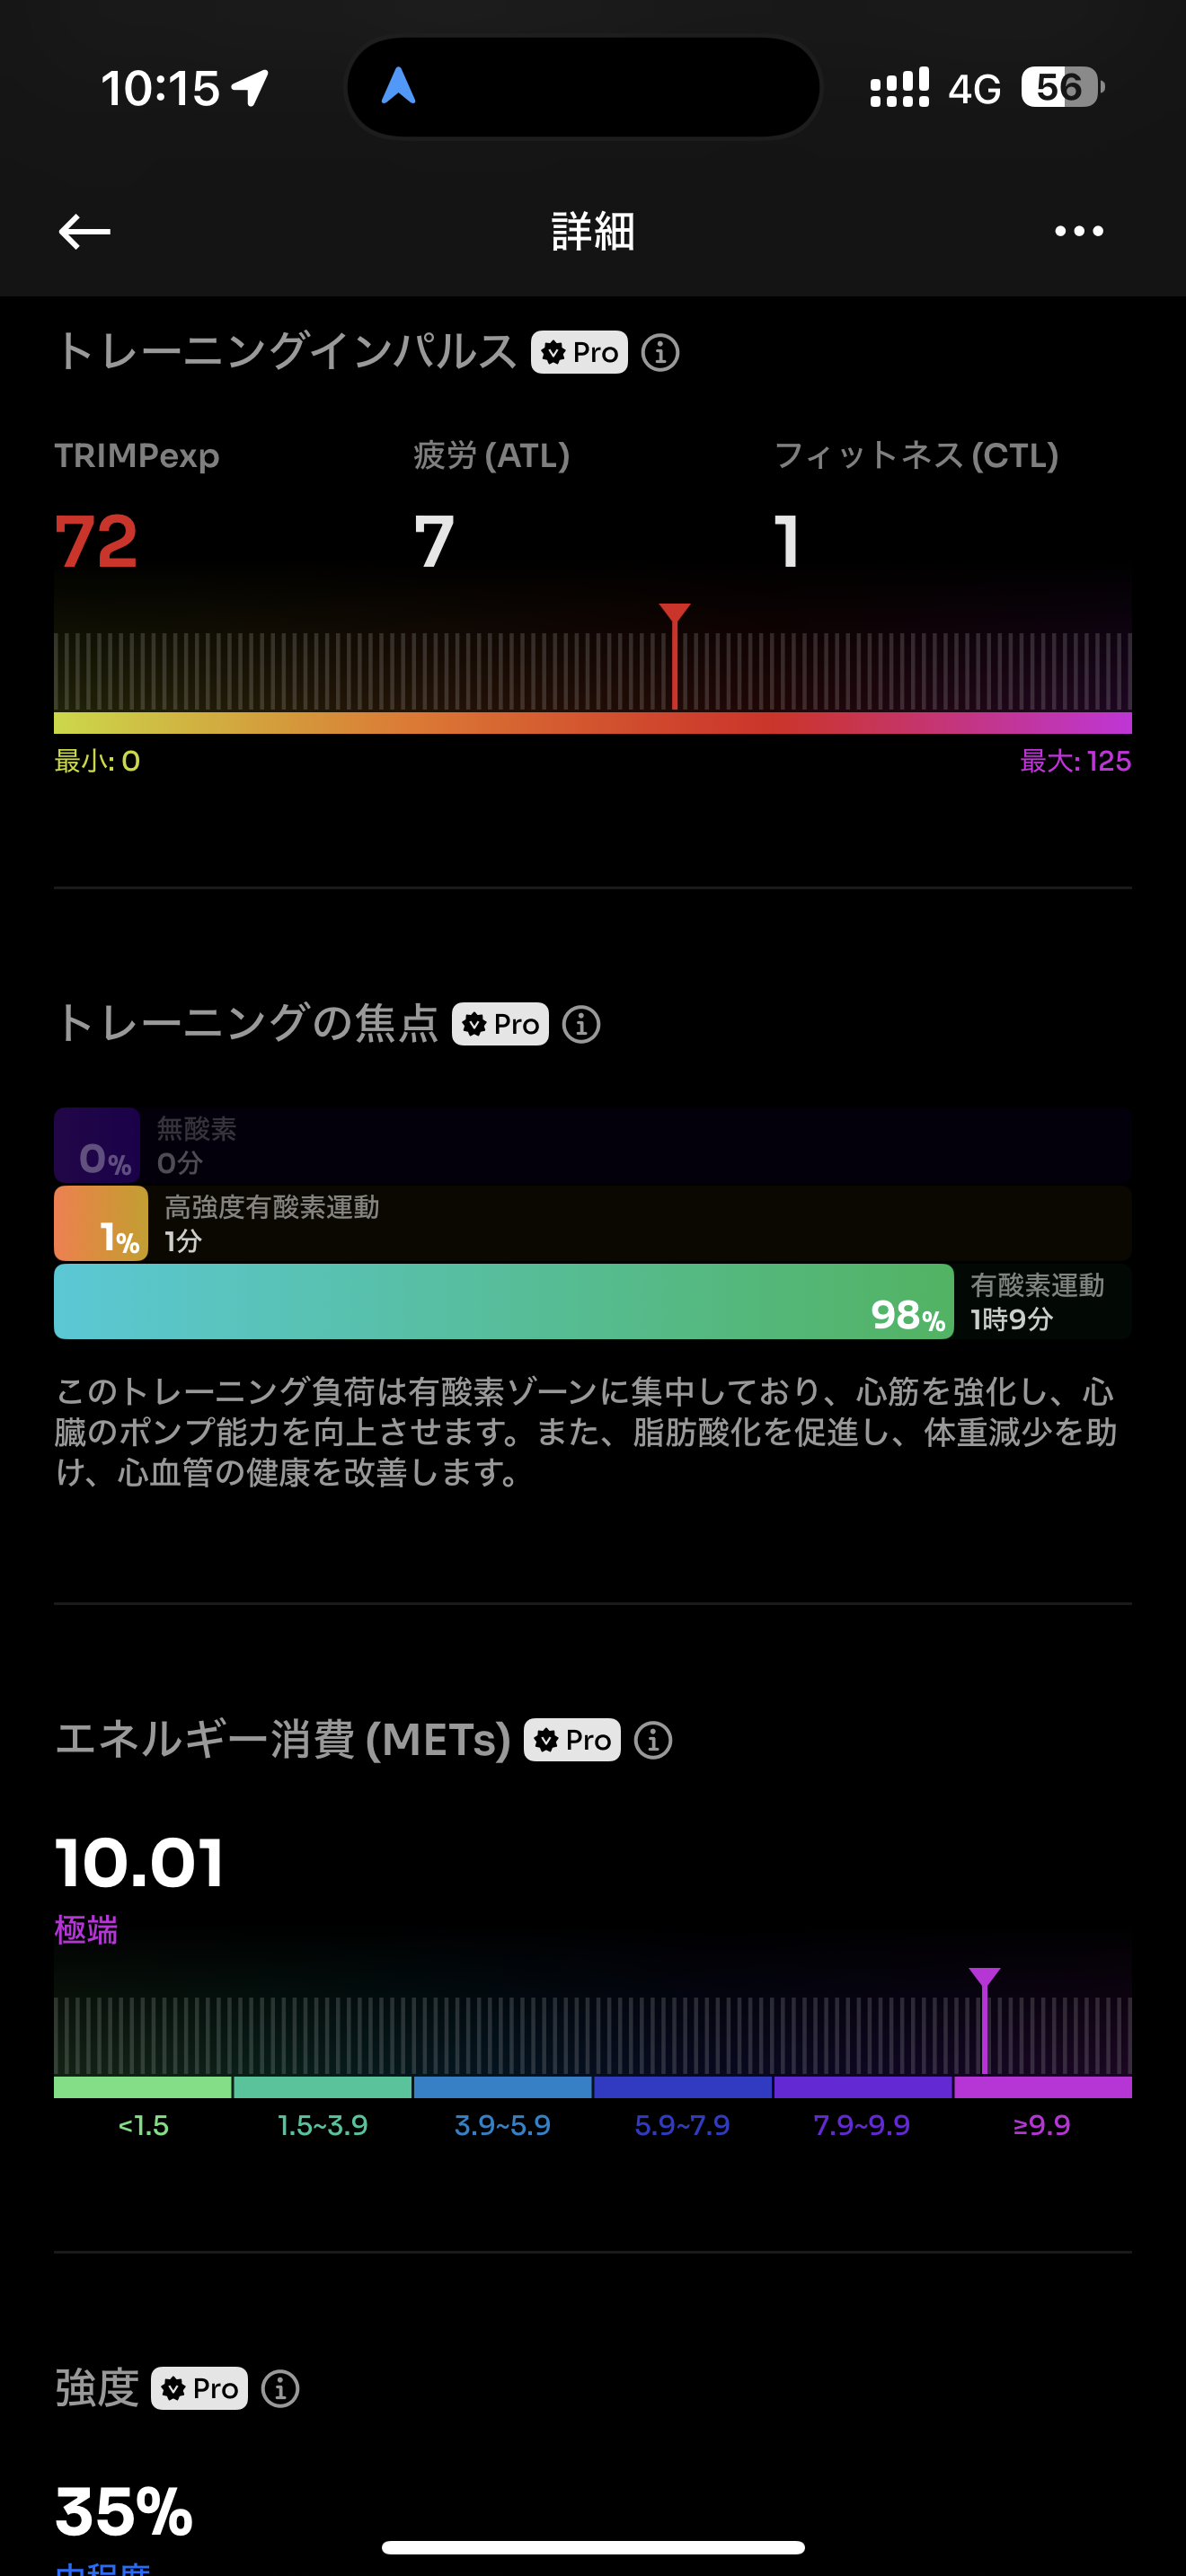 10:15
4G
56
詳細
トレーニングインパルス Pro
TRIMPexp 疲労 (ATL) フィットネス (CTL)
72 7 1
最小: 0 最大: 125
トレーニングの焦点 Pro
無酸素
0% 0分
高強度有酸素運動
1% 1分
有酸素運動
98% 1時9分
このトレーニング負荷は有酸素ゾーンに集中しており、心筋を強化し、心
臓のポンプ能力を向上させます。また、脂肪酸化を促進し、体重減少を助
け、心血管の健康を改善します。
エネルギー消費 (METs) Pro
10.01
極端
<1.5 1.5~3.9 3.9~5.9 5.9~7.9 7.9~9.9 ≥9.9
強度 Pro
35%
中程度